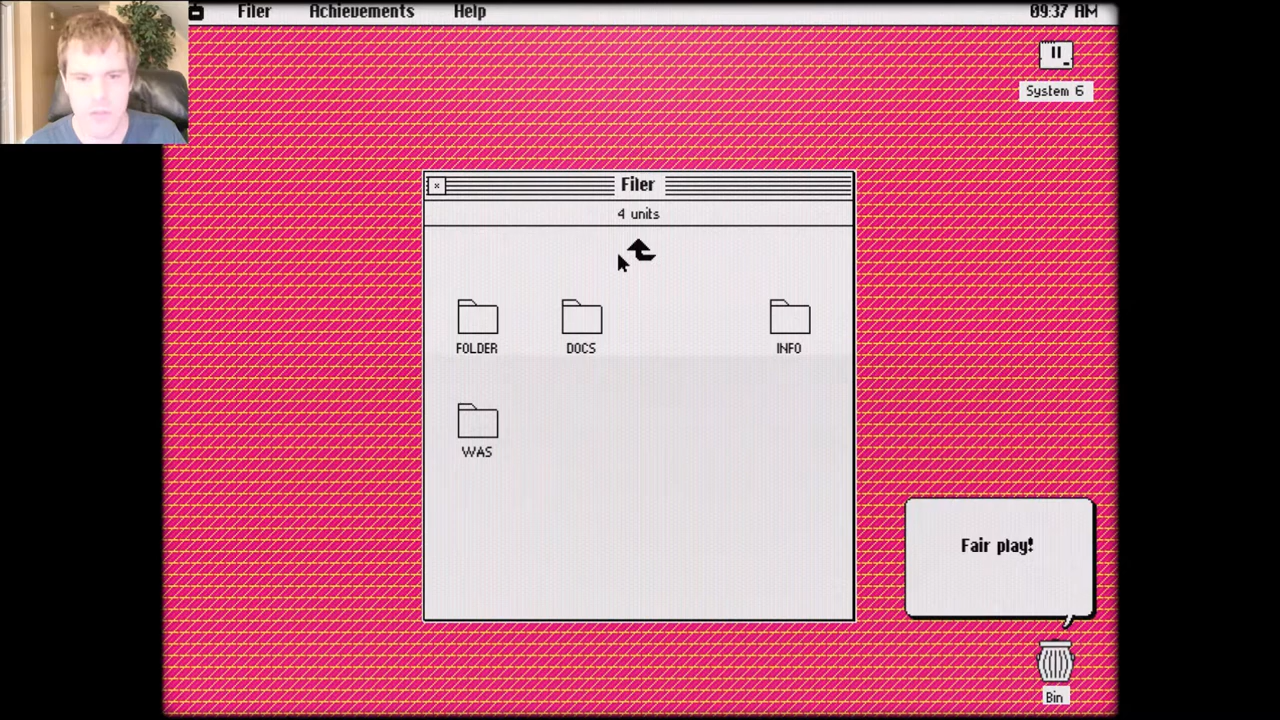 Filer Achievements Help 09:37 AM
System 6
Filer
4 units
FOLDER DOCS INFO
WAS
Fair play!
Bin